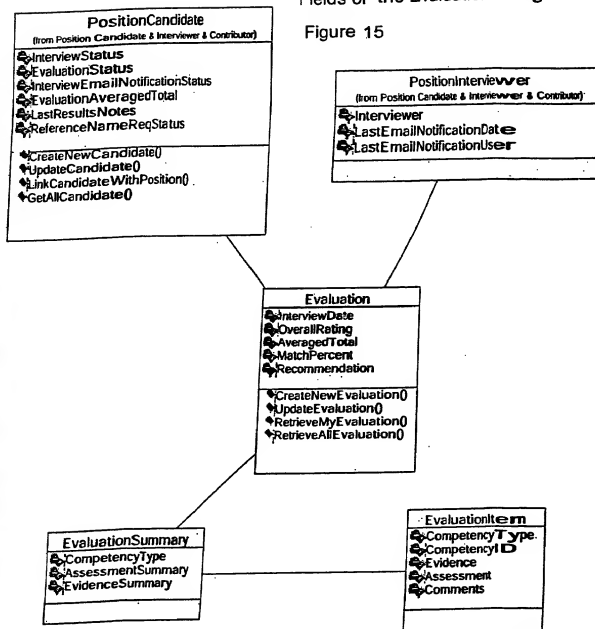 Fields of the Evaluation
Figure 15
PositionCandidate
(from Position Candidate & Interviewer & Contributor)
InterviewStatus
EvaluationStatus
InterviewEmailNotificationStatus
EvaluationAveragedTotal
LastResultsNotes
ReferenceNameReqStatus
CreateNewCandidate()
UpdateCandidate()
LinkCandidateWithPosition()
GetAllCandidate()
PositionInterviewer
(from Position Candidate & Interviewer & Contributor)
Interviewer
LastEmailNotificationDate
LastEmailNotificationUser
Evaluation
InterviewDate
OverallRating
AveragedTotal
MatchPercent
Recommendation
CreateNewEvaluation()
UpdateEvaluation()
RetrieveMyEvaluation()
RetrieveAllEvaluation()
EvaluationSummary
CompetencyType
AssessmentSummary
EvidenceSummary
EvaluationItem
CompetencyType
CompetencyID
Evidence
Assessment
Comments